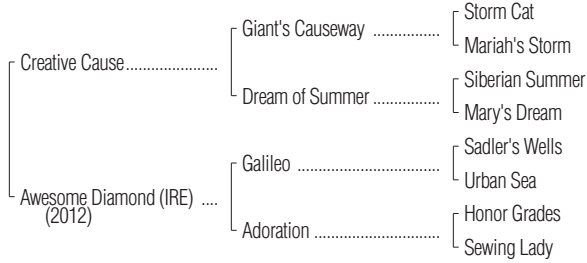 Storm Cat
Giant's Causeway ................
Mariah's Storm
Creative Cause......................
Siberian Summer
Dream of Summer ................
Mary's Dream
Sadler's Wells
Galileo ..................................
Urban Sea
Awesome Diamond (IRE) ....
(2012)
Honor Grades
Adoration ..............................
Sewing Lady